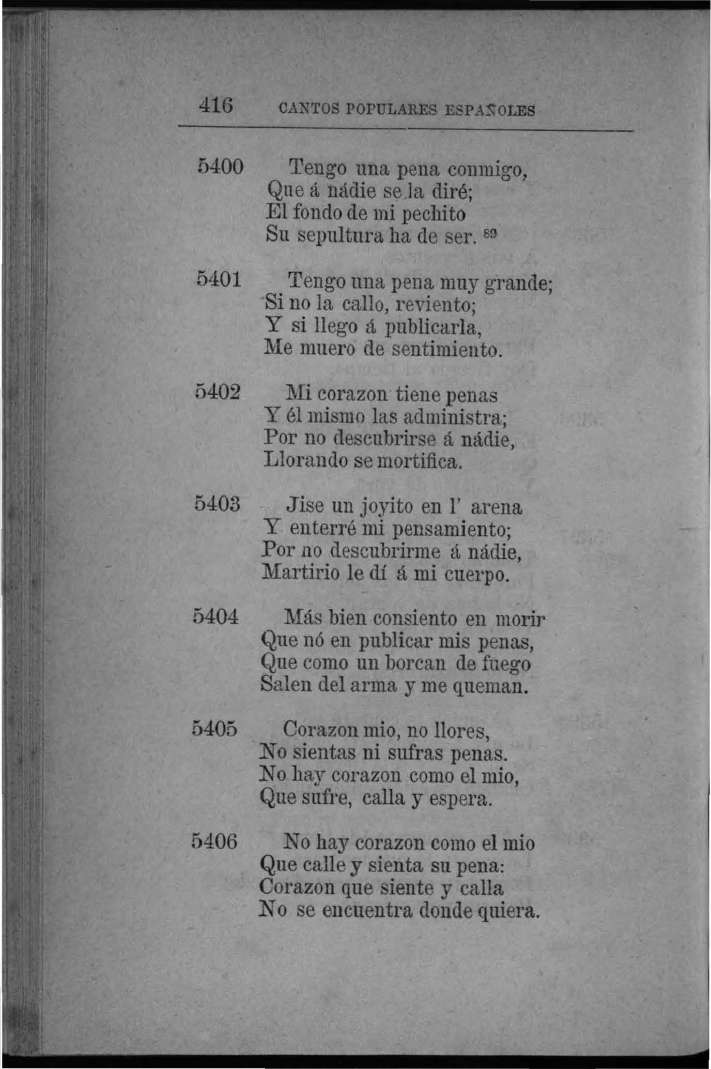 416 CANTOS POPULARES ESPAÑOLES
5400 Tengo una pena conmigo,
Que á nádie se la diré;
El fondo de mi pechito
Su sepultura ha de ser. 89
5401 Tengo una pena muy grande;
Si no la callo, reviento;
Y si llego á publicarla,
Me muero de sentimiento.
5402 Mi corazon tiene penas
Y él mismo las administra;
Por no descubrirse á nádie,
Llorando se mortifica.
5403 Jise un joyito en l' arena
Y enterré mi pensamiento;
Por no descubrirme á nádie,
Martirio le dí á mi cuerpo.
5404 Más bien consiento en morir
Que nó en publicar mis penas,
Que como un borcan de fuego
Salen del arma y me queman.
5405 Corazon mio, no llores,
No sientas ni sufras penas.
No hay corazon como el mio,
Que sufre, calla y espera.
5406 No hay corazon como el mio
Que calle y sienta su pena:
Corazon que siente y calla
No se encuentra donde quiera.